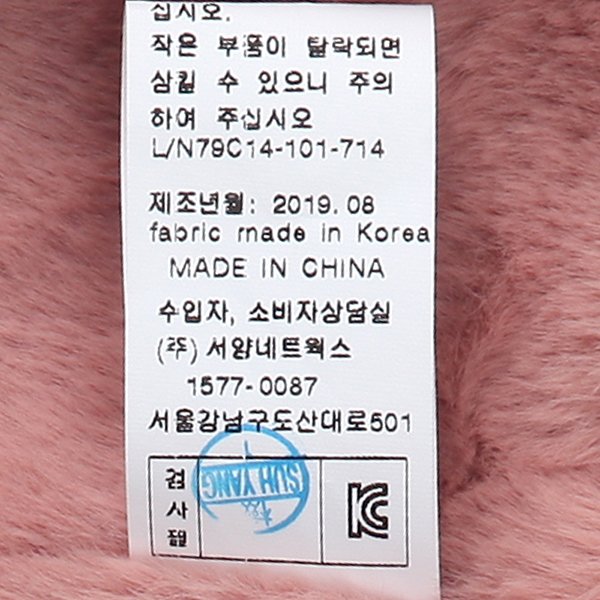 십시오.
작은 부품이 탈락되면
삼킬 수 있으니 주의
하여 주십시오
L/N79C14-101-714
제조년월: 2019. 08
fabric made in Korea
MADE IN CHINA
수입자, 소비자상담실
(주) 서양네트웍스
1577-0087
서울강남구도산대로501
검사필
SUH YANG
KC